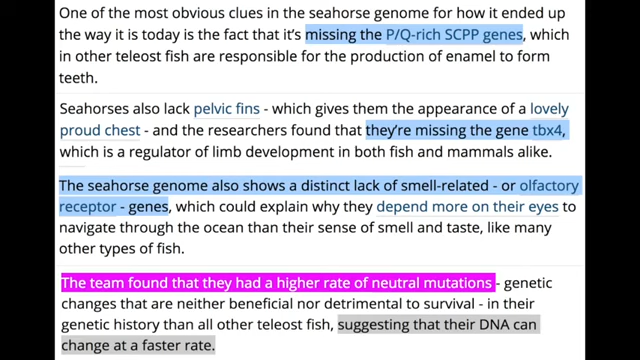 One of the most obvious clues in the seahorse genome for how it ended up
the way it is today is the fact that it's missing the P/Q-rich SCPP genes, which
in other teleost fish are responsible for the production of enamel to form
teeth.
Seahorses also lack pelvic fins - which gives them the appearance of a lovely
proud chest - and the researchers found that they're missing the gene tbx4,
which is a regulator of limb development in both fish and mammals alike.
The seahorse genome also shows a distinct lack of smell-related - or olfactory
receptor - genes, which could explain why they depend more on their eyes to
navigate through the ocean than their sense of smell and taste, like many
other types of fish.
The team found that they had a higher rate of neutral mutations - genetic
changes that are neither beneficial nor detrimental to survival - in their
genetic history than all other teleost fish, suggesting that their DNA can
change at a faster rate.